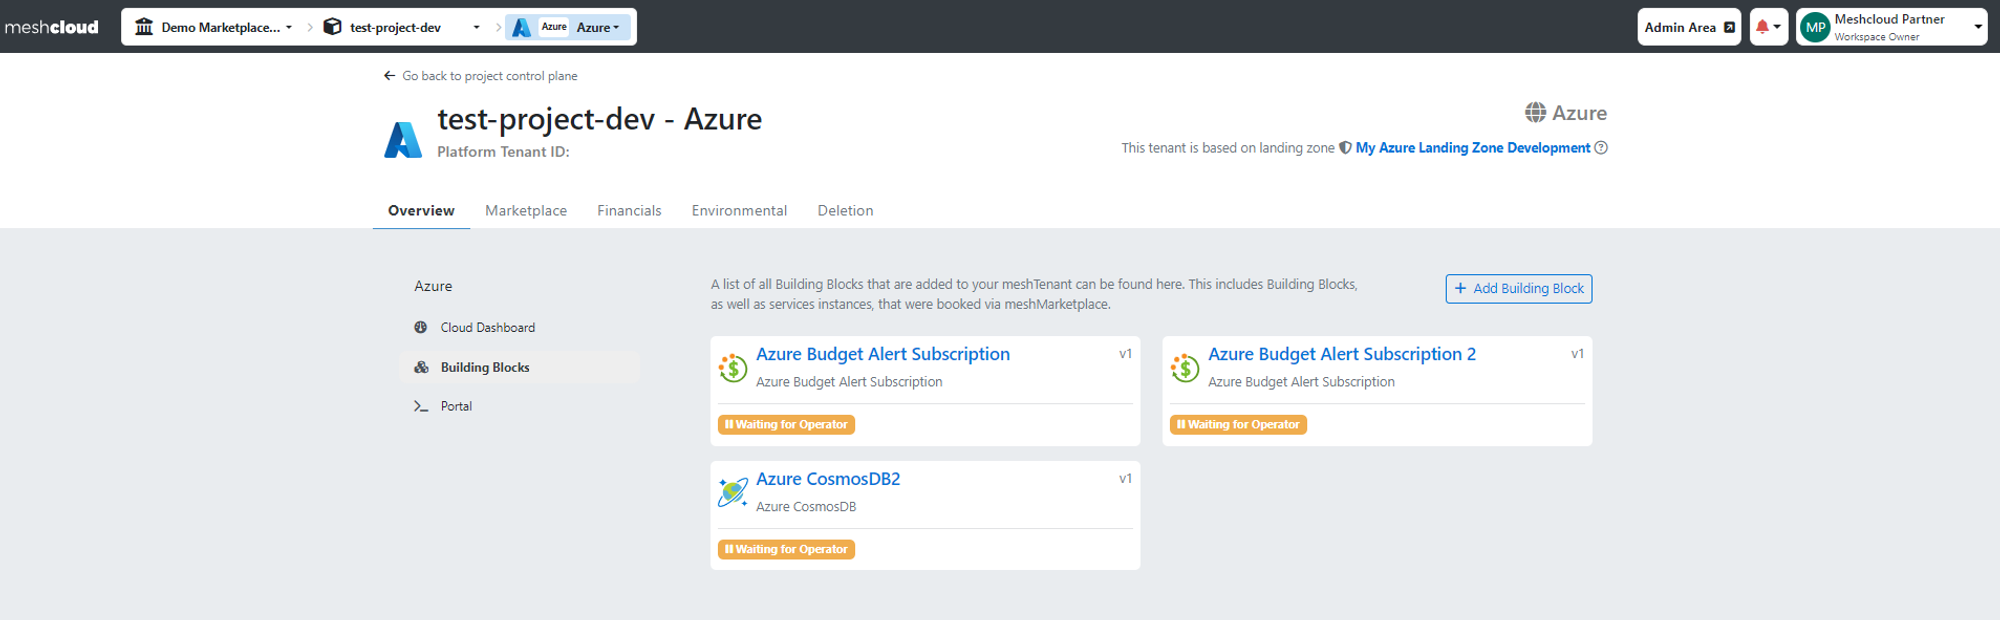 meshcloud
Demo Marketplace... test-project-dev Azure Azure
Admin Area
MP
Meshcloud Partner
Workspace Owner
Go back to project control plane
test-project-dev - Azure
Platform Tenant ID:
Azure
This tenant is based on landing zone My Azure Landing Zone Development
Overview Marketplace Financials Environmental Deletion
Azure
Cloud Dashboard
Building Blocks
Portal
A list of all Building Blocks that are added to your meshTenant can be found here. This includes Building Blocks,
as well as services instances, that were booked via meshMarketplace.
+ Add Building Block
Azure Budget Alert Subscription v1
Azure Budget Alert Subscription
Waiting for Operator
Azure Budget Alert Subscription 2 v1
Azure Budget Alert Subscription
Waiting for Operator
Azure CosmosDB2 v1
Azure CosmosDB
Waiting for Operator